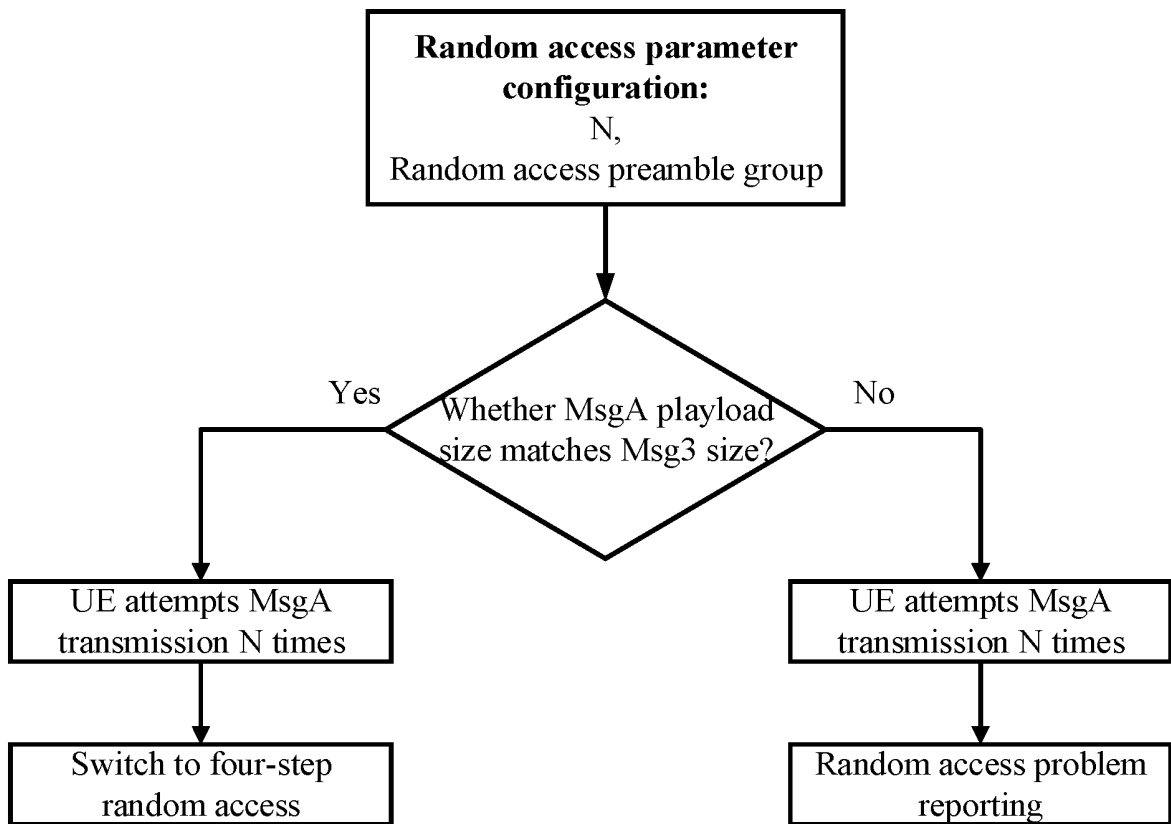 Random access parameter
configuration:
N,
Random access preamble group
Yes
No
Whether MsgA playload
size matches Msg3 size?
UE attempts MsgA
transmission N times
UE attempts MsgA
transmission N times
Switch to four-step
random access
Random access problem
reporting